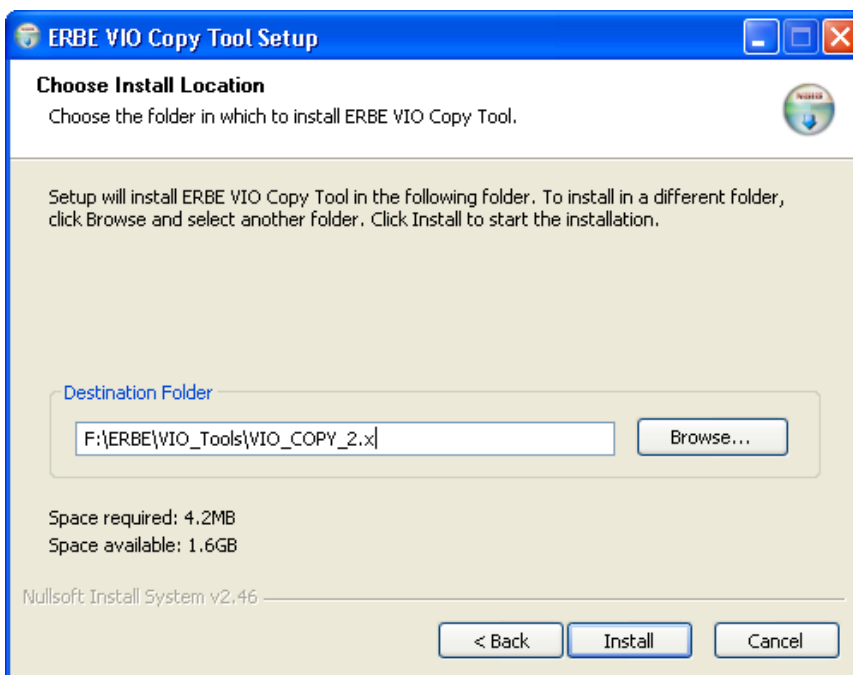 ERBE VIO Copy Tool Setup
Choose Install Location
Choose the folder in which to install ERBE VIO Copy Tool.
Setup will install ERBE VIO Copy Tool in the following folder. To install in a different folder,
click Browse and select another folder. Click Install to start the installation.
Destination Folder
F:\ERBE\VIO_Tools\VIO_COPY_2.x
Browse...
Space required: 4.2MB
Space available: 1.6GB
Nullsoft Install System v2.46
< Back
Install
Cancel